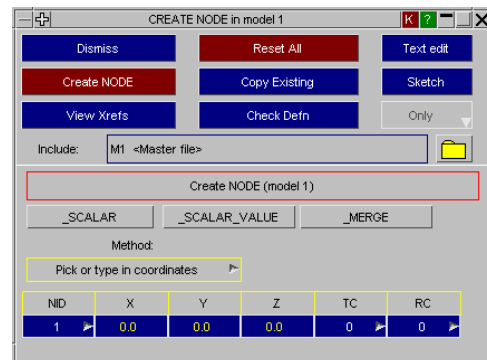 CREATE NODE in model 1 K ? X
Dismiss Reset All Text edit
Create NODE Copy Existing Sketch
View Xrefs Check Defn Only
Include: M1 <Master file>
Create NODE (model 1)
_SCALAR _SCALAR_VALUE _MERGE
Method:
Pick or type in coordinates
NID X Y Z TC RC
1 0.0 0.0 0.0 0 0